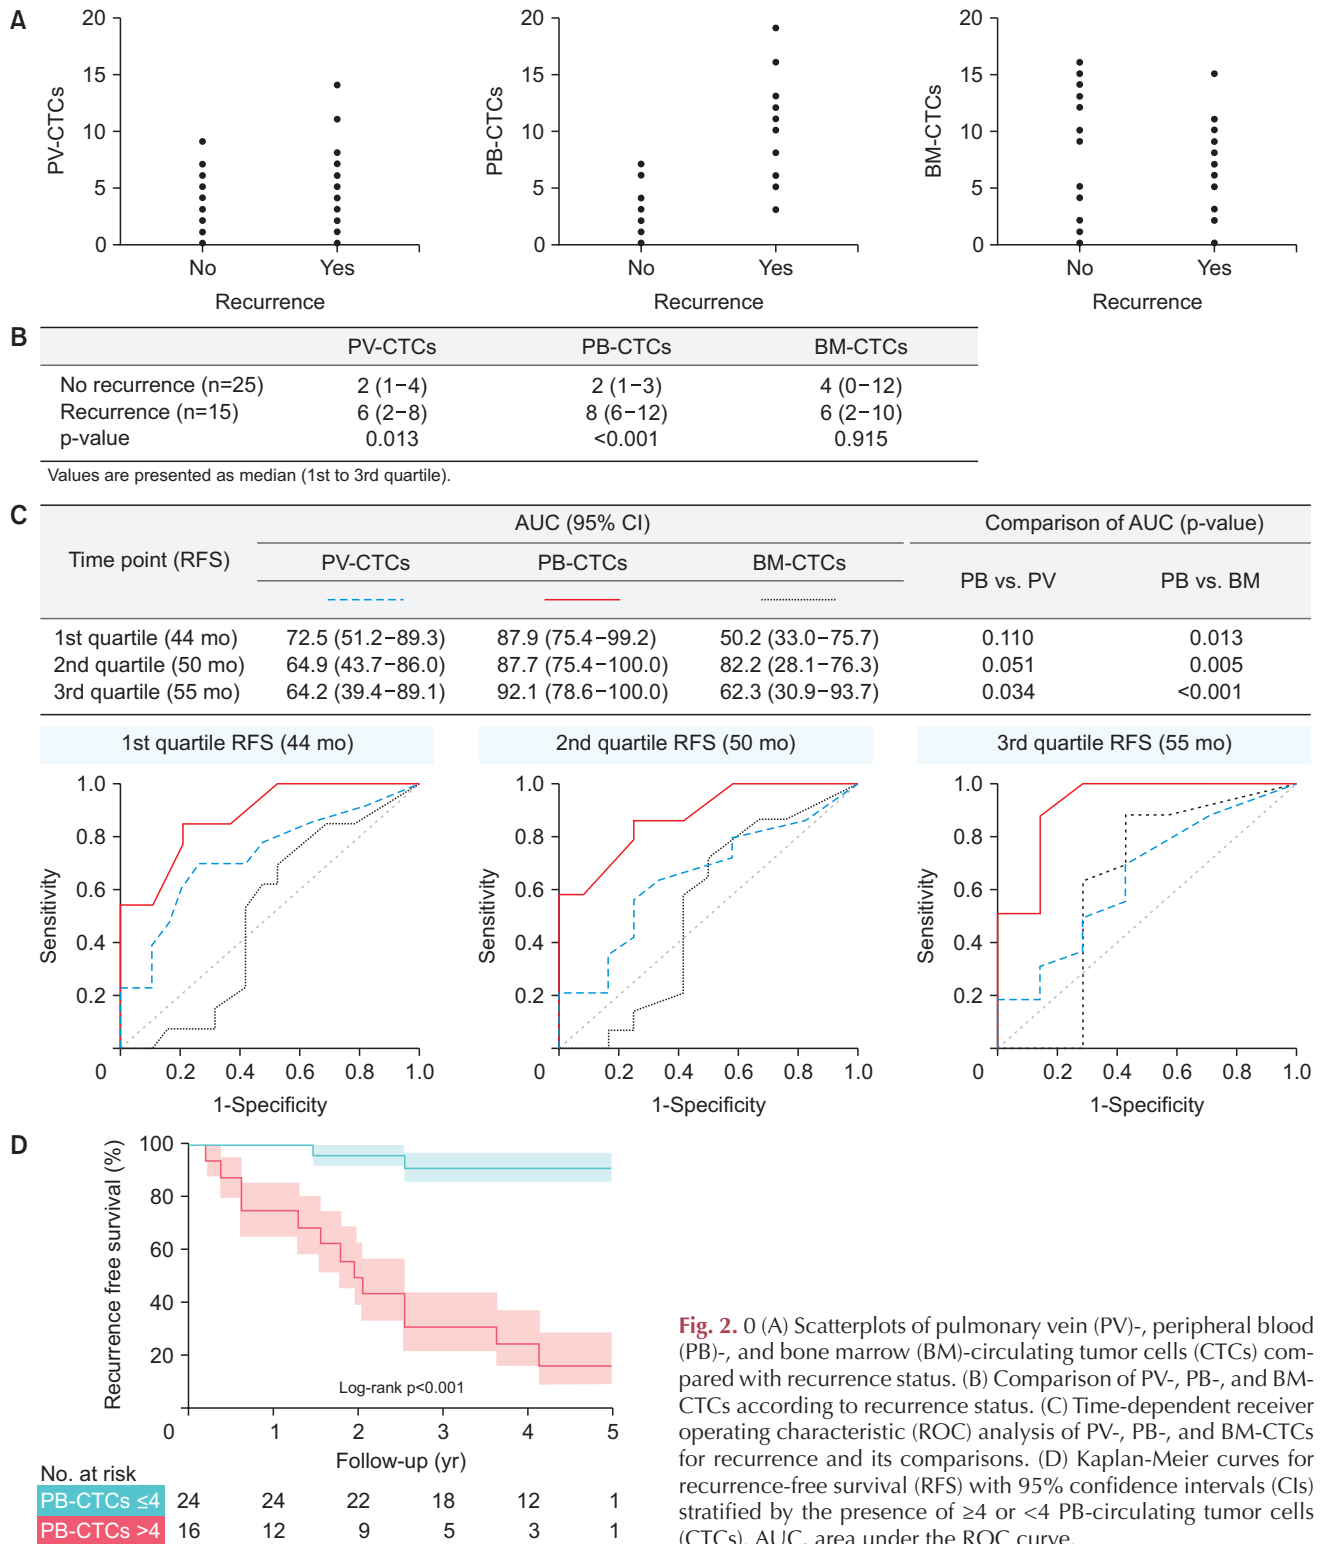 A
20
15
10
5
0
PV-CTCs
No
Yes
Recurrence
20
15
10
5
0
PB-CTCs
No
Yes
Recurrence
20
15
10
5
0
BM-CTCs
No
Yes
Recurrence
B
PV-CTCs PB-CTCs BM-CTCs
No recurrence (n=25) 2 (1–4) 2 (1–3) 4 (0–12)
Recurrence (n=15) 6 (2–8) 8 (6–12) 6 (2–10)
p-value 0.013 <0.001 0.915
Values are presented as median (1st to 3rd quartile).
C
Time point (RFS)
AUC (95% CI) Comparison of AUC (p-value)
PV-CTCs PB-CTCs BM-CTCs PB vs. PV PB vs. BM
1st quartile (44 mo) 72.5 (51.2–89.3) 87.9 (75.4–99.2) 50.2 (33.0–75.7) 0.110 0.013
2nd quartile (50 mo) 64.9 (43.7–86.0) 87.7 (75.4–100.0) 82.2 (28.1–76.3) 0.051 0.005
3rd quartile (55 mo) 64.2 (39.4–89.1) 92.1 (78.6–100.0) 62.3 (30.9–93.7) 0.034 <0.001
1st quartile RFS (44 mo)
1.0
0.8
0.6
0.4
0.2
Sensitivity
0 0.2 0.4 0.6 0.8 1.0
1-Specificity
2nd quartile RFS (50 mo)
1.0
0.8
0.6
0.4
0.2
Sensitivity
0 0.2 0.4 0.6 0.8 1.0
1-Specificity
3rd quartile RFS (55 mo)
1.0
0.8
0.6
0.4
0.2
Sensitivity
0 0.2 0.4 0.6 0.8 1.0
1-Specificity
D
100
80
60
40
20
Recurrence free survival (%)
Log-rank p<0.001
0 1 2 3 4 5
Follow-up (yr)
No. at risk
PB-CTCs ≤4 24 24 22 18 12 1
PB-CTCs >4 16 12 9 5 3 1
Fig. 2. 0 (A) Scatterplots of pulmonary vein (PV)-, peripheral blood
(PB)-, and bone marrow (BM)-circulating tumor cells (CTCs) com-
pared with recurrence status. (B) Comparison of PV-, PB-, and BM-
CTCs according to recurrence status. (C) Time-dependent receiver
operating characteristic (ROC) analysis of PV-, PB-, and BM-CTCs
for recurrence and its comparisons. (D) Kaplan-Meier curves for
recurrence-free survival (RFS) with 95% confidence intervals (CIs)
stratified by the presence of ≥4 or <4 PB-circulating tumor cells
(CTCs). AUC, area under the ROC curve.